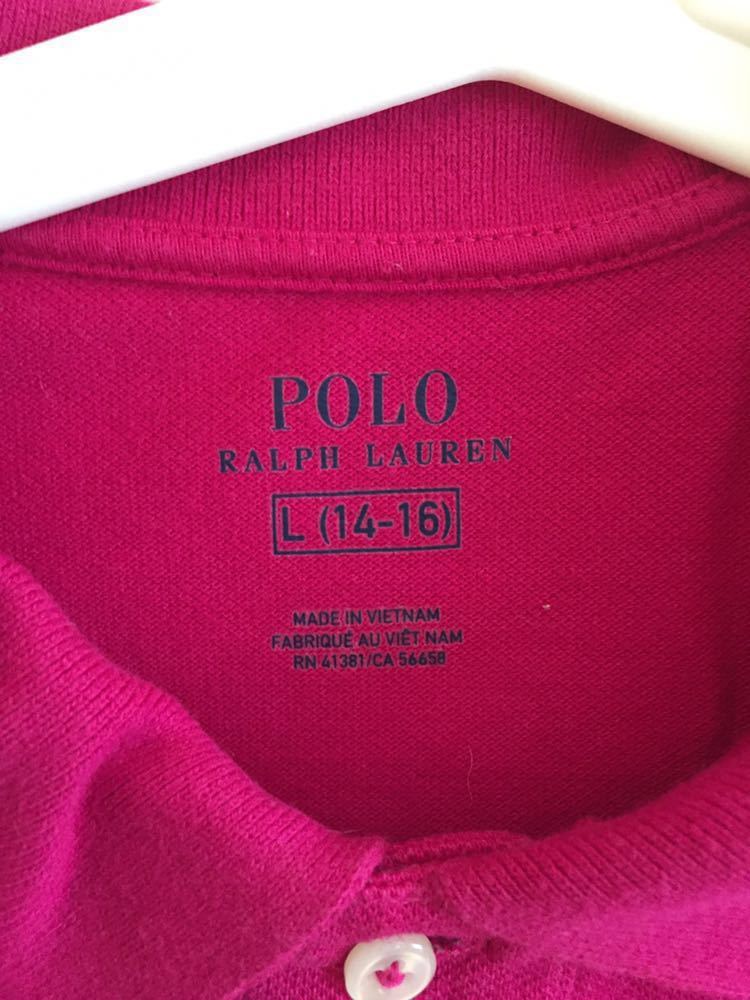 POLO
RALPH LAUREN
L (14-16)
MADE IN VIETNAM
FABRIQUÉ AU VIÊT NAM
RN 41381/CA 56658